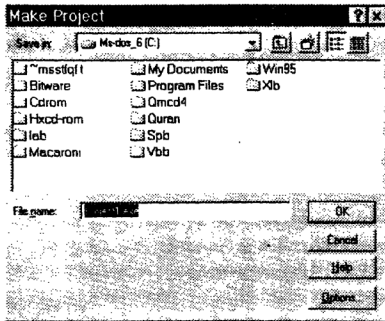 Make Project
Save in: Ms-dos_6 (C:)
~msstfqf.t My Documents Win95
Bitware Program Files Xlb
Cdrom Qmcd4
Hxcd-rom Quran
Iab Spb
Macaroni Vbb
File name: OK
Cancel
Help
Options